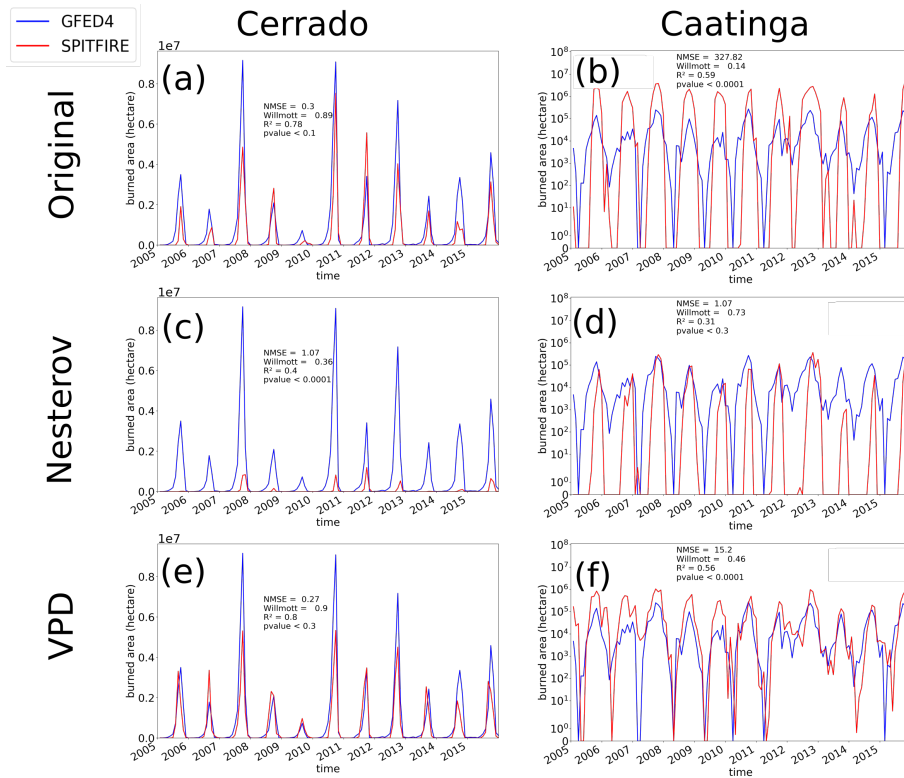 GFED4
SPITFIRE
Cerrado
Caatinga
Original
Nesterov
VPD
1e7
(a)
NMSE = 0.3
Willmott = 0.89
R² = 0.78
pvalue < 0.1
burned area (hectare)
0.8
0.6
0.4
0.2
0.0
2005 2006 2007 2008 2009 2010 2011 2012 2013 2014 2015
time
(b)
NMSE = 327.82
Willmott = 0.14
R² = 0.59
pvalue < 0.0001
burned area (hectare)
10⁸
10⁷
10⁶
10⁵
10⁴
10³
10²
10¹
10⁰
0
2005 2006 2007 2008 2009 2010 2011 2012 2013 2014 2015
time
1e7
(c)
NMSE = 1.07
Willmott = 0.36
R² = 0.4
pvalue < 0.0001
burned area (hectare)
0.8
0.6
0.4
0.2
0.0
2005 2006 2007 2008 2009 2010 2011 2012 2013 2014 2015
time
(d)
NMSE = 1.07
Willmott = 0.73
R² = 0.31
pvalue < 0.3
burned area (hectare)
10⁸
10⁷
10⁶
10⁵
10⁴
10³
10²
10¹
10⁰
0
2005 2006 2007 2008 2009 2010 2011 2012 2013 2014 2015
time
1e7
(e)
NMSE = 0.27
Willmott = 0.9
R² = 0.8
pvalue < 0.3
burned area (hectare)
0.8
0.6
0.4
0.2
0.0
2005 2006 2007 2008 2009 2010 2011 2012 2013 2014 2015
time
(f)
NMSE = 15.2
Willmott = 0.46
R² = 0.56
pvalue < 0.0001
burned area (hectare)
10⁸
10⁷
10⁶
10⁵
10⁴
10³
10²
10¹
10⁰
0
2005 2006 2007 2008 2009 2010 2011 2012 2013 2014 2015
time